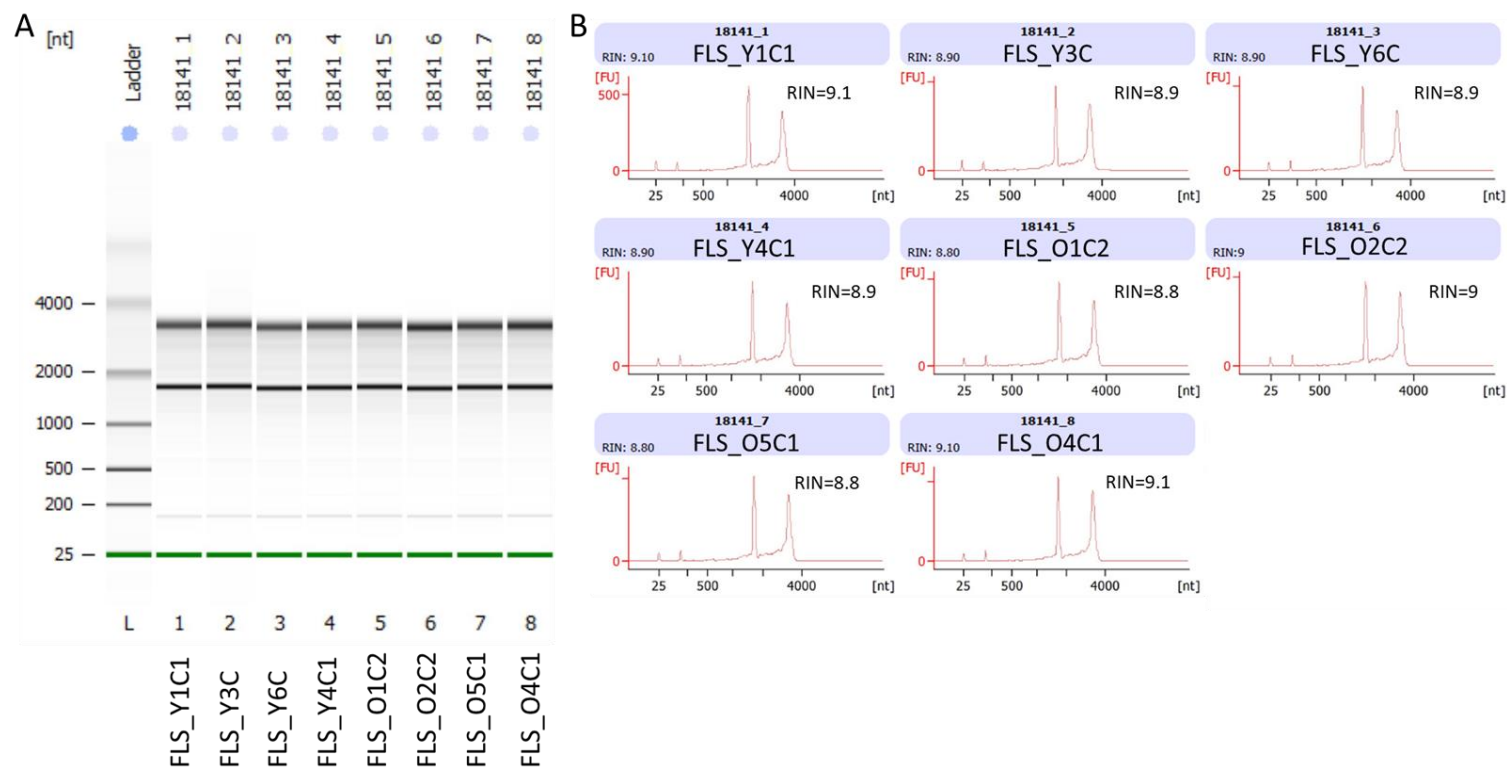 A
[nt]
Ladder
18141_1
18141_2
18141_3
18141_4
18141_5
18141_6
18141_7
18141_8
4000
2000
1000
500
200
25
L 1 2 3 4 5 6 7 8
FLS_Y1C1
FLS_Y3C
FLS_Y6C
FLS_Y4C1
FLS_O1C2
FLS_O2C2
FLS_O5C1
FLS_O4C1
B
18141_1
RIN: 9.10 FLS_Y1C1
[FU]
RIN=9.1
500
0
25 500 4000 [nt]
18141_2
RIN: 8.90 FLS_Y3C
[FU]
RIN=8.9
0
25 500 4000 [nt]
18141_3
RIN: 8.90 FLS_Y6C
[FU]
RIN=8.9
0
25 500 4000 [nt]
18141_4
RIN: 8.90 FLS_Y4C1
[FU]
RIN=8.9
0
25 500 4000 [nt]
18141_5
RIN: 8.80 FLS_O1C2
[FU]
RIN=8.8
0
25 500 4000 [nt]
18141_6
RIN:9 FLS_O2C2
[FU]
RIN=9
0
25 500 4000 [nt]
18141_7
RIN: 8.80 FLS_O5C1
[FU]
RIN=8.8
0
25 500 4000 [nt]
18141_8
RIN: 9.10 FLS_O4C1
[FU]
RIN=9.1
0
25 500 4000 [nt]